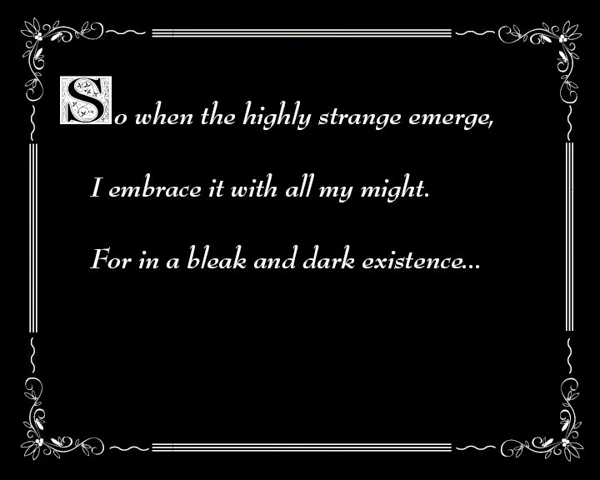 So when the highly strange emerge,
I embrace it with all my might.
For in a bleak and dark existence...